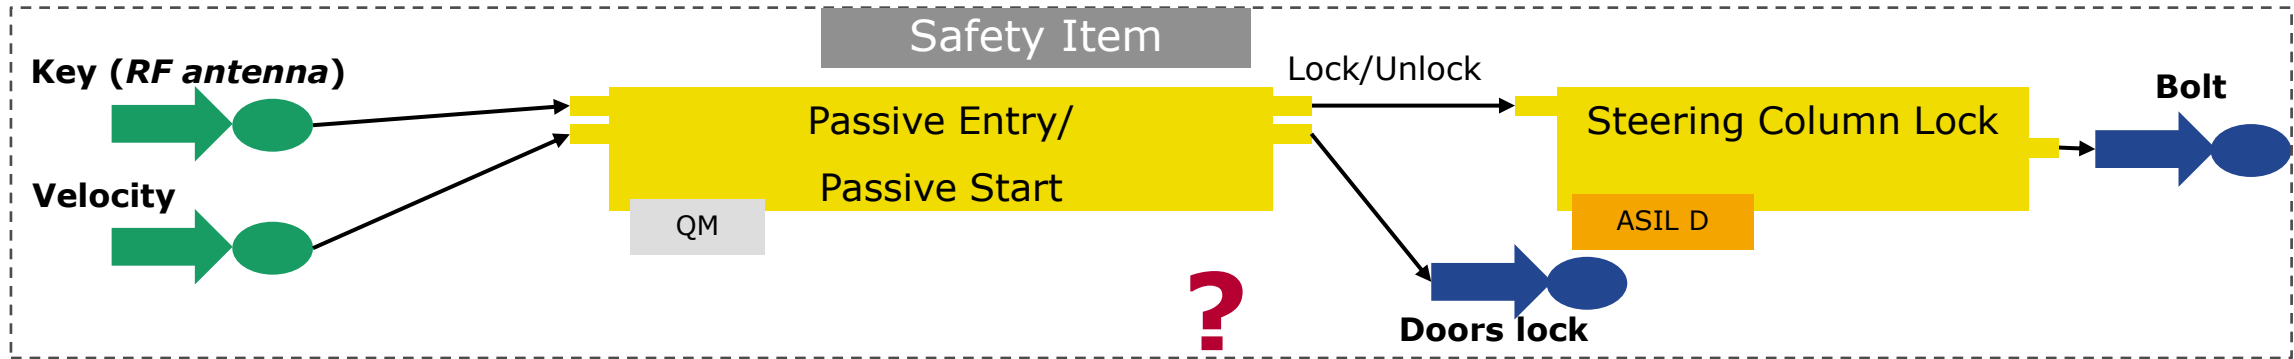 Safety Item
Key (RF antenna)
Lock/Unlock
Bolt
Passive Entry/
Passive Start
Steering Column Lock
Velocity
QM
ASIL D
?
Doors lock